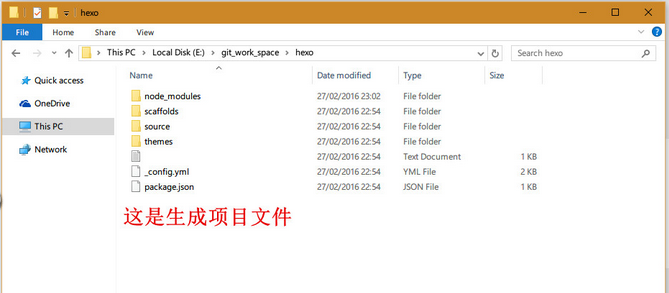 hexo
File
Home
Share
View
This PC
Local Disk (E:)
git_work_space
hexo
Search hexo
Quick access
OneDrive
This PC
Network
Name Date modified Type Size
node_modules 27/02/2016 23:02 File folder
scaffolds 27/02/2016 22:54 File folder
source 27/02/2016 22:54 File folder
themes 27/02/2016 22:54 File folder
27/02/2016 22:54 Text Document 1 KB
_config.yml 27/02/2016 22:54 YML File 2 KB
package.json 27/02/2016 22:54 JSON File 1 KB
这是生成项目文件